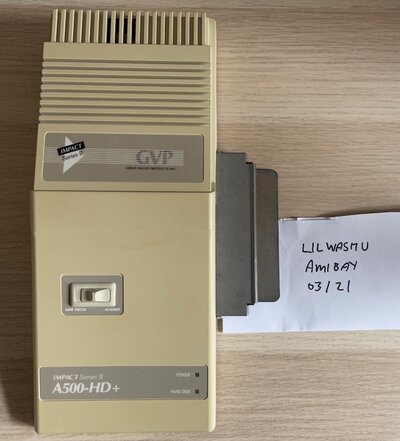 IMPACT
Series II
GVP
GREAT VALLEY PRODUCTS INC.
LILWASMU
AMIBAY
03/21
GAME SWITCH
AUTOBOOT
IMPACT Series II
A500-HD+
POWER
HARD DISK